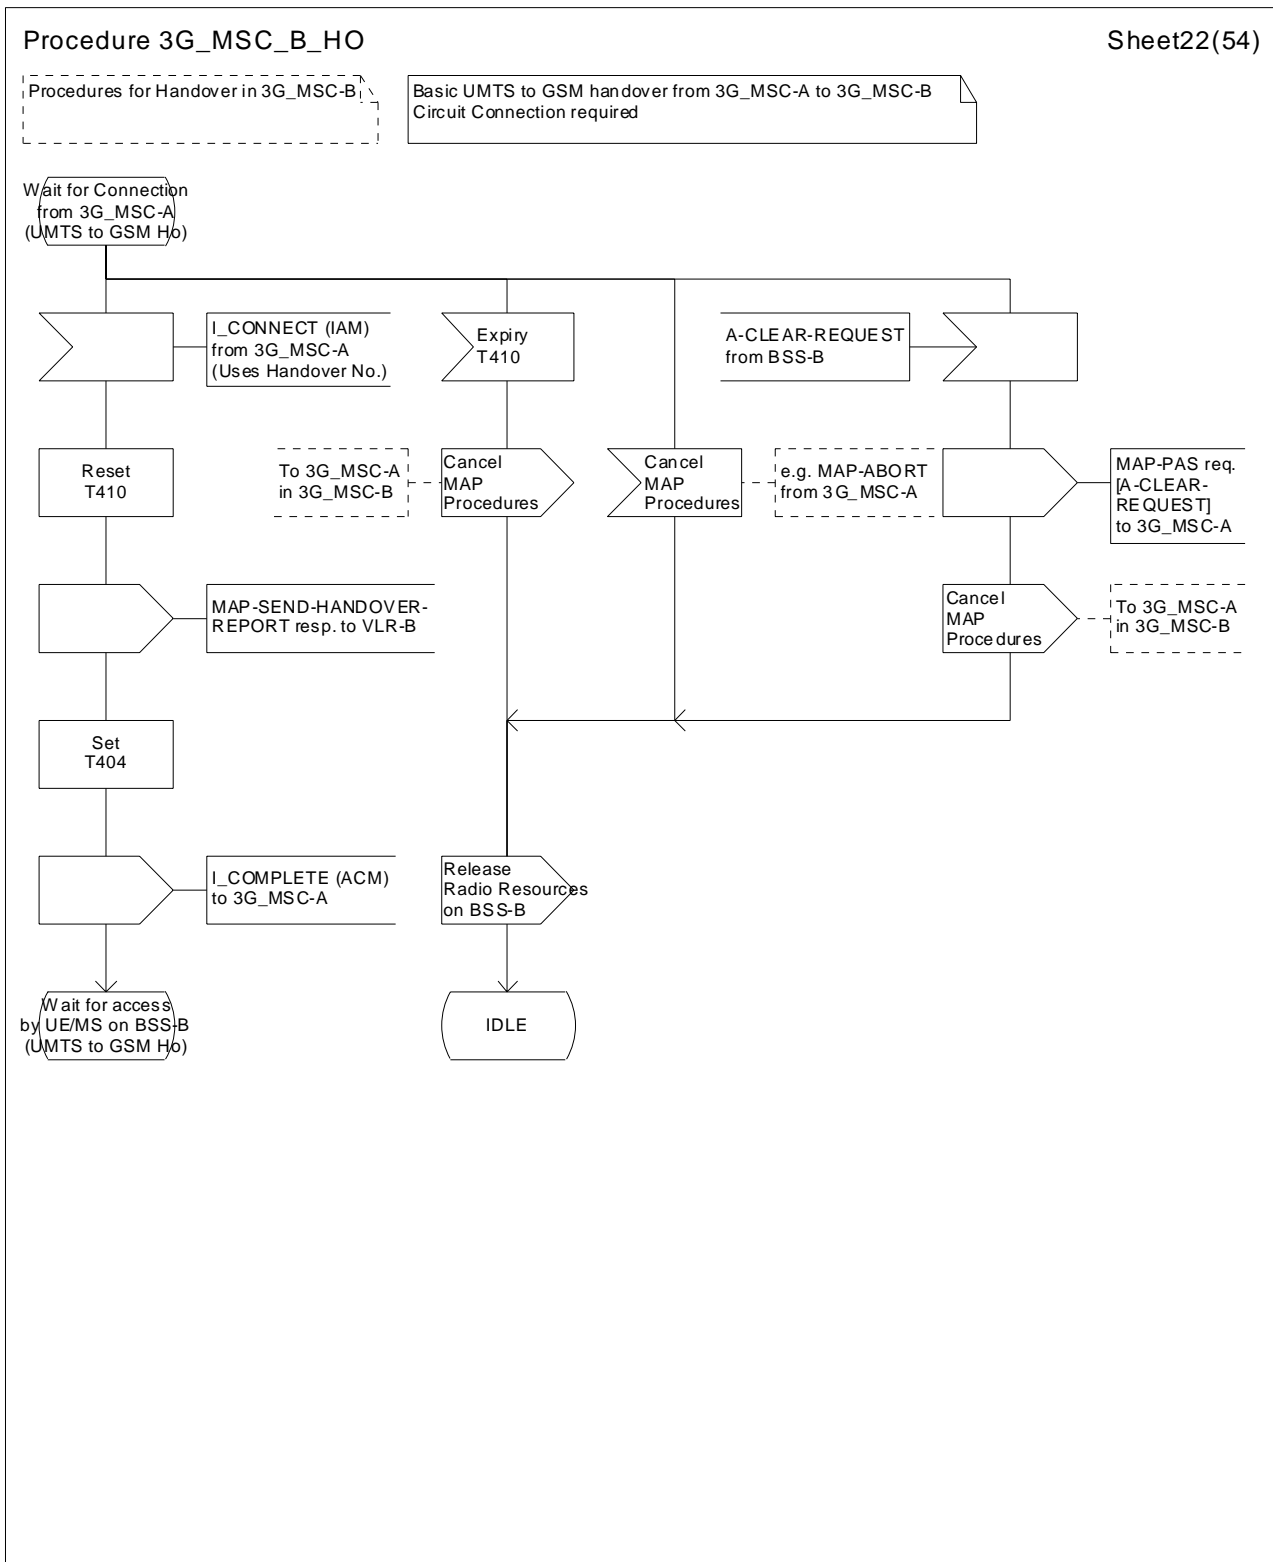 Procedure 3G_MSC_B_HO
Sheet22(54)
Procedures for Handover in 3G_MSC-B
Basic UMTS to GSM handover from 3G_MSC-A to 3G_MSC-B
Circuit Connection required
Wait for Connection
from 3G_MSC-A
(UMTS to GSM Ho)
I_CONNECT (IAM)
from 3G_MSC-A
(Uses Handover No.)
Expiry
T410
A-CLEAR-REQUEST
from BSS-B
Reset
T410
To 3G_MSC-A
in 3G_MSC-B
Cancel
MAP
Procedures
Cancel
MAP
Procedures
e.g. MAP-ABORT
from 3G_MSC-A
MAP-PAS req.
[A-CLEAR-
REQUEST]
to 3G_MSC-A
MAP-SEND-HANDOVER-
REPORT resp. to VLR-B
Cancel
MAP
Procedures
To 3G_MSC-A
in 3G_MSC-B
Set
T404
I_COMPLETE (ACM)
to 3G_MSC-A
Release
Radio Resources
on BSS-B
Wait for access
by UE/MS on BSS-B
(UMTS to GSM Ho)
IDLE